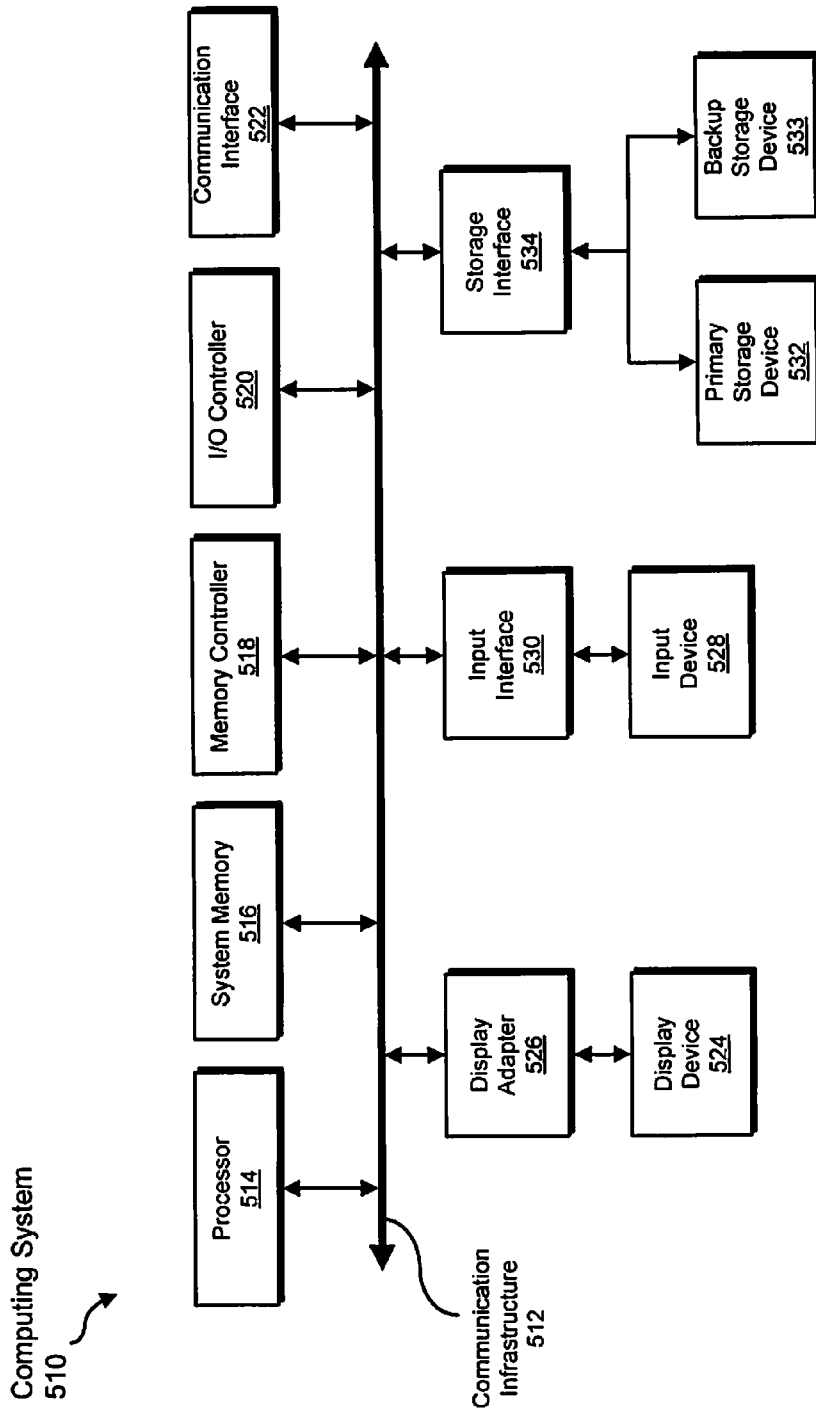 Computing System
510
Processor
514
System Memory
516
Memory Controller
518
I/O Controller
520
Communication
Interface
522
Communication
Infrastructure
512
Display
Adapter
526
Input
Interface
530
Storage
Interface
534
Display
Device
524
Input
Device
528
Primary
Storage
Device
532
Backup
Storage
Device
533